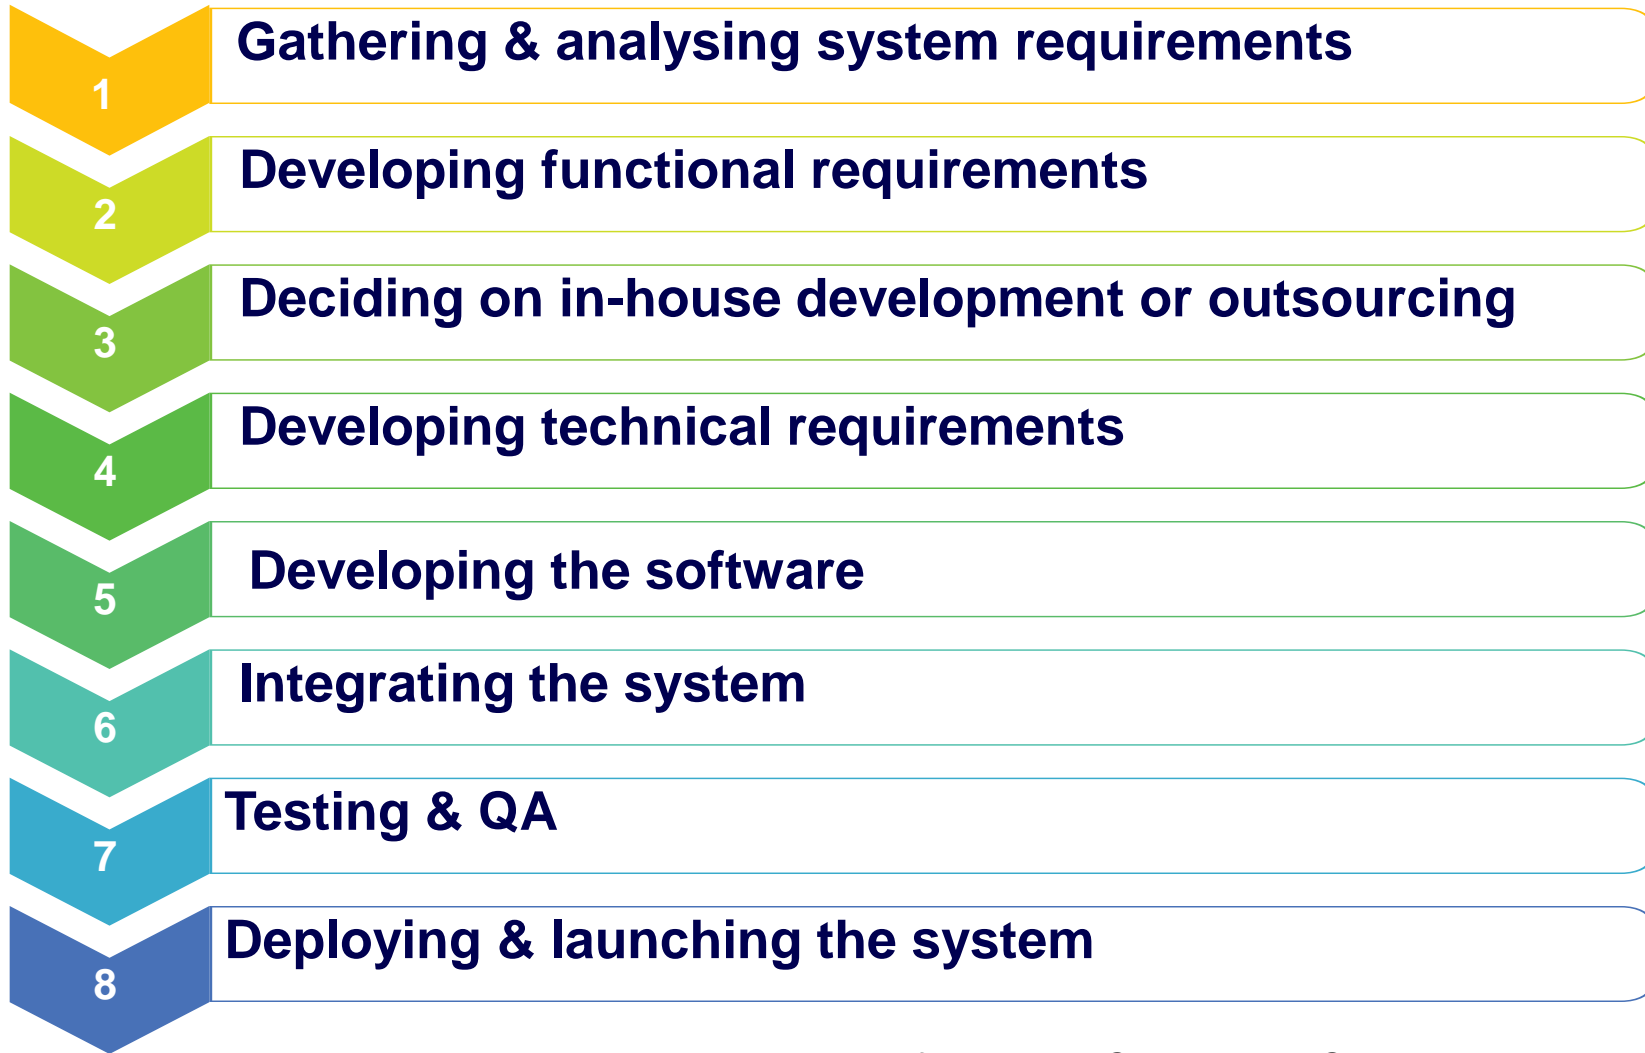 1 Gathering & analysing system requirements
2 Developing functional requirements
3 Deciding on in-house development or outsourcing
4 Developing technical requirements
5 Developing the software
6 Integrating the system
7 Testing & QA
8 Deploying & launching the system